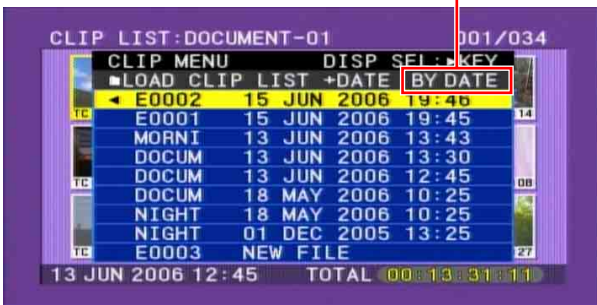 CLIP LIST:DOCUMENT-01 001/034
CLIP MENU DISP SEL:►KEY
LOAD CLIP LIST +DATE BY DATE
◄ E0002 15 JUN 2006 19:46
E0001 15 JUN 2006 19:45
MORNI 13 JUN 2006 13:43
DOCUM 13 JUN 2006 13:30
DOCUM 13 JUN 2006 12:45
DOCUM 18 MAY 2006 10:25
NIGHT 18 MAY 2006 10:25
NIGHT 01 DEC 2005 13:25
E0003 NEW FILE
TC 14
TC 08
TC 27
13 JUN 2006 12:45 TOTAL 00:13:31:11